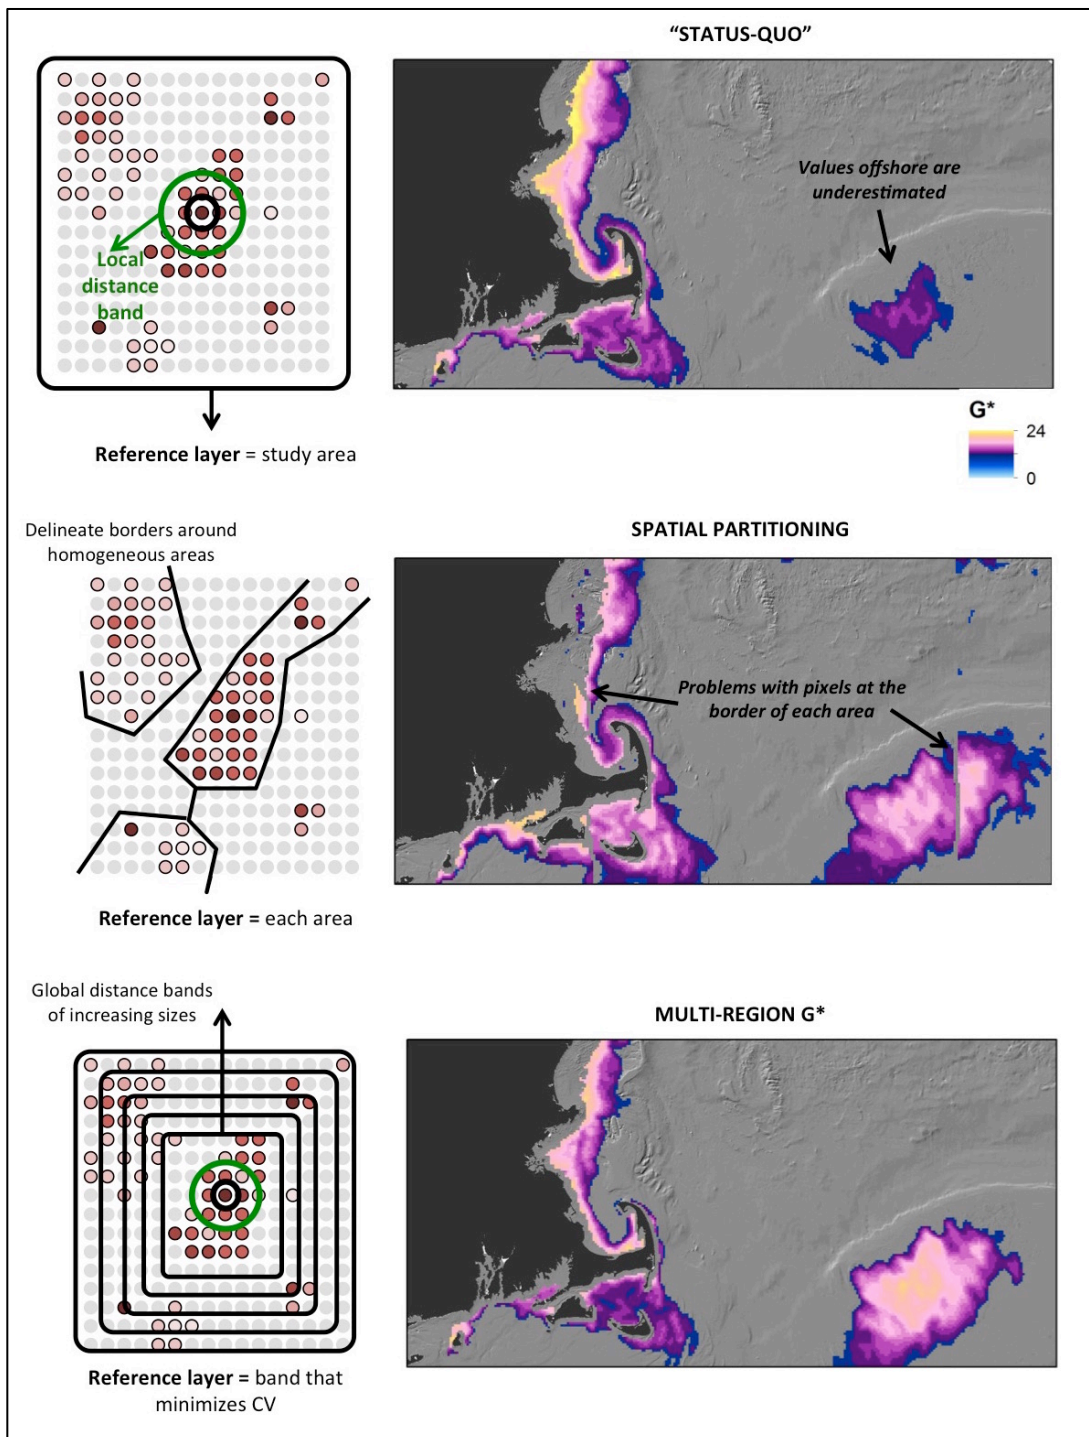 “STATUS-QUO”
Local
distance
band
Values offshore are
underestimated
Reference layer = study area
G*
24
0
Delineate borders around
homogeneous areas
SPATIAL PARTITIONING
Problems with pixels at the
border of each area
Reference layer = each area
Global distance bands
of increasing sizes
MULTI-REGION G*
Reference layer = band that
minimizes CV